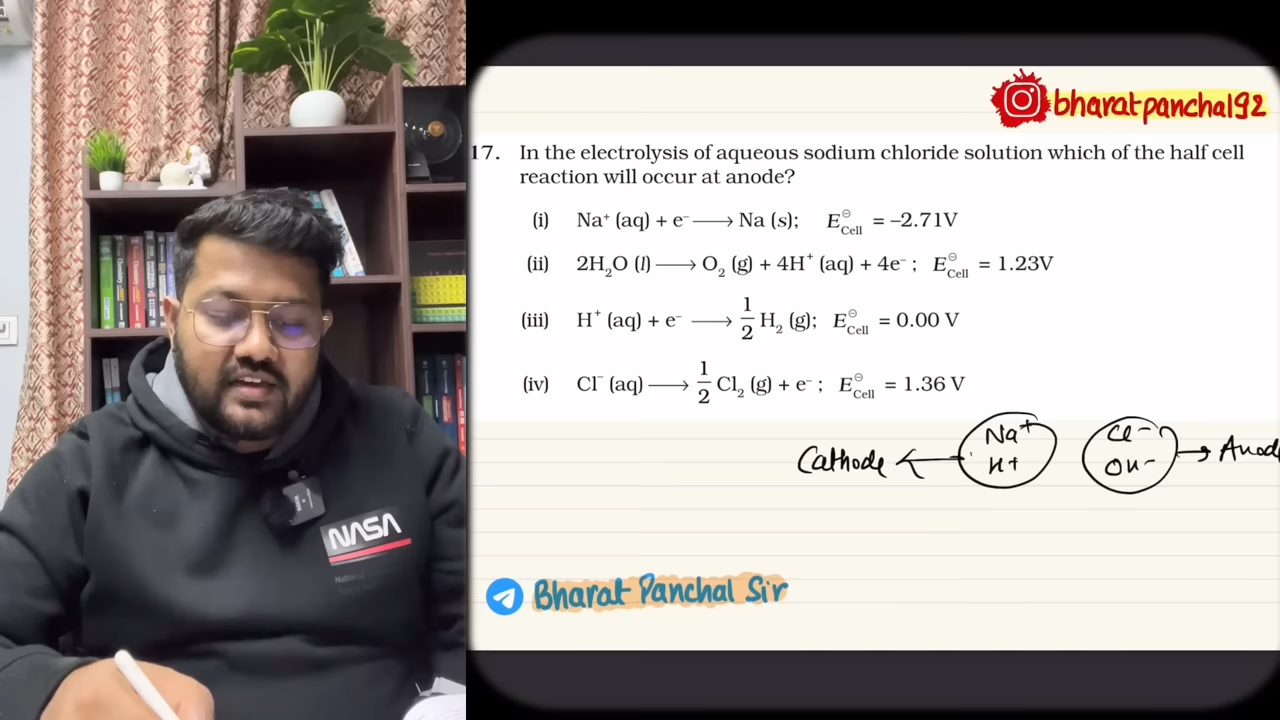 bharatpanchal92
17. In the electrolysis of aqueous sodium chloride solution which of the half cell
reaction will occur at anode?
(i) Na⁺ (aq) + e⁻ ⟶ Na (s); E⊖Cell = –2.71V
(ii) 2H₂O (l) ⟶ O₂ (g) + 4H⁺ (aq) + 4e⁻ ; E⊖Cell = 1.23V
(iii) H⁺ (aq) + e⁻ ⟶ 1/2 H₂ (g); E⊖Cell = 0.00 V
(iv) Cl⁻ (aq) ⟶ 1/2 Cl₂ (g) + e⁻ ; E⊖Cell = 1.36 V
Na⁺ Cl⁻
Cathode ← H⁺ OH⁻ → Anode
NASA
Bharat Panchal Sir